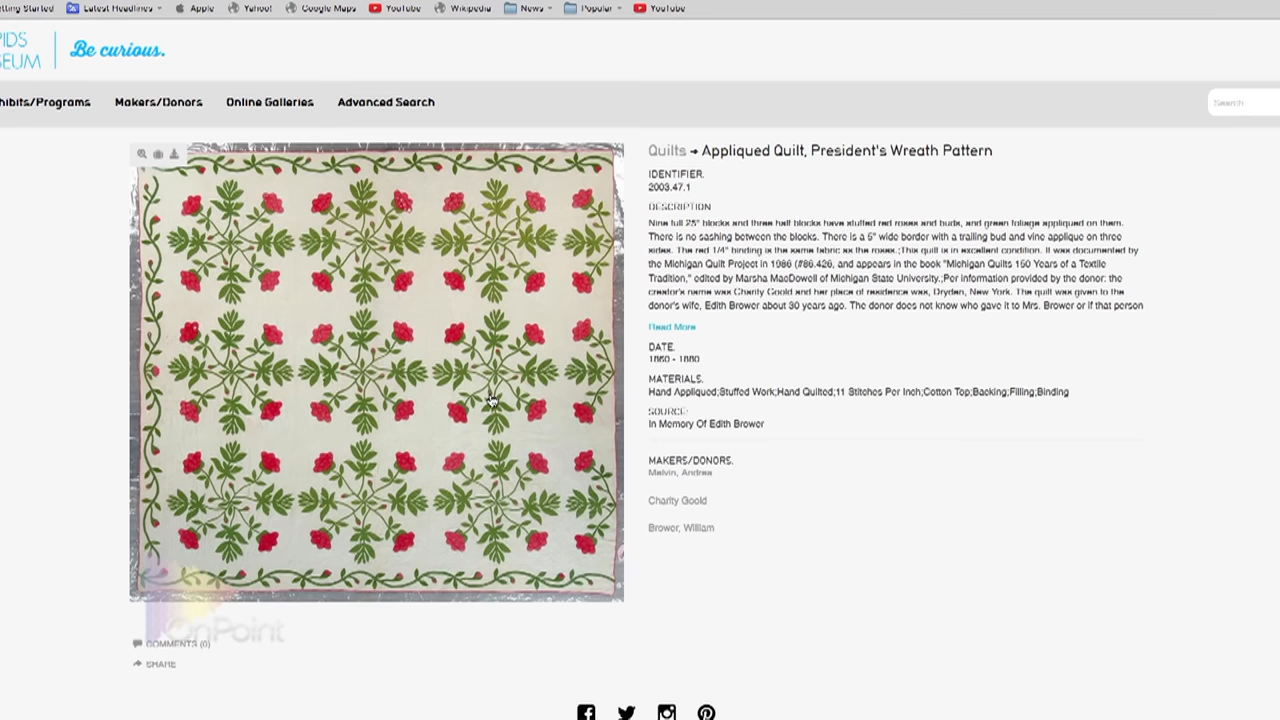 tting Started Latest Headlines Apple Yahoo! Google Maps YouTube Wikipedia News Popular YouTube
PIDS
SEUM
Be curious.
hibits/Programs Makers/Donors Online Galleries Advanced Search
Search
Quilts → Appliqued Quilt, President's Wreath Pattern
IDENTIFIER.
2003.47.1
DESCRIPTION
Nine full 25" blocks and three half blocks have stuffed red roses and buds, and green foliage appliqued on them.
There is no sashing between the blocks. There is a 5" wide border with a trailing bud and vine applique on three
sides. The red 1/4" binding is the same fabric as the roses.;This quilt is in excellent condition. It was documented by
the Michigan Quilt Project in 1986 (#86.426, and appears in the book "Michigan Quilts 150 Years of a Textile
Tradition," edited by Marsha MacDowell of Michigan State University.;Per information provided by the donor: the
creator's name was Charity Goold and her place of residence was, Dryden, New York. The quilt was given to the
donor's wife, Edith Brower about 30 years ago. The donor does not know who gave it to Mrs. Brower or if that person
Read More
DATE.
1860 - 1880
MATERIALS.
Hand Appliqued;Stuffed Work;Hand Quilted;11 Stitches Per Inch;Cotton Top;Backing;Filling;Binding
SOURCE:
In Memory Of Edith Brower
MAKERS/DONORS.
Melvin, Andrea
Charity Goold
Brower, William
OnPoint
COMMENTS (0)
SHARE